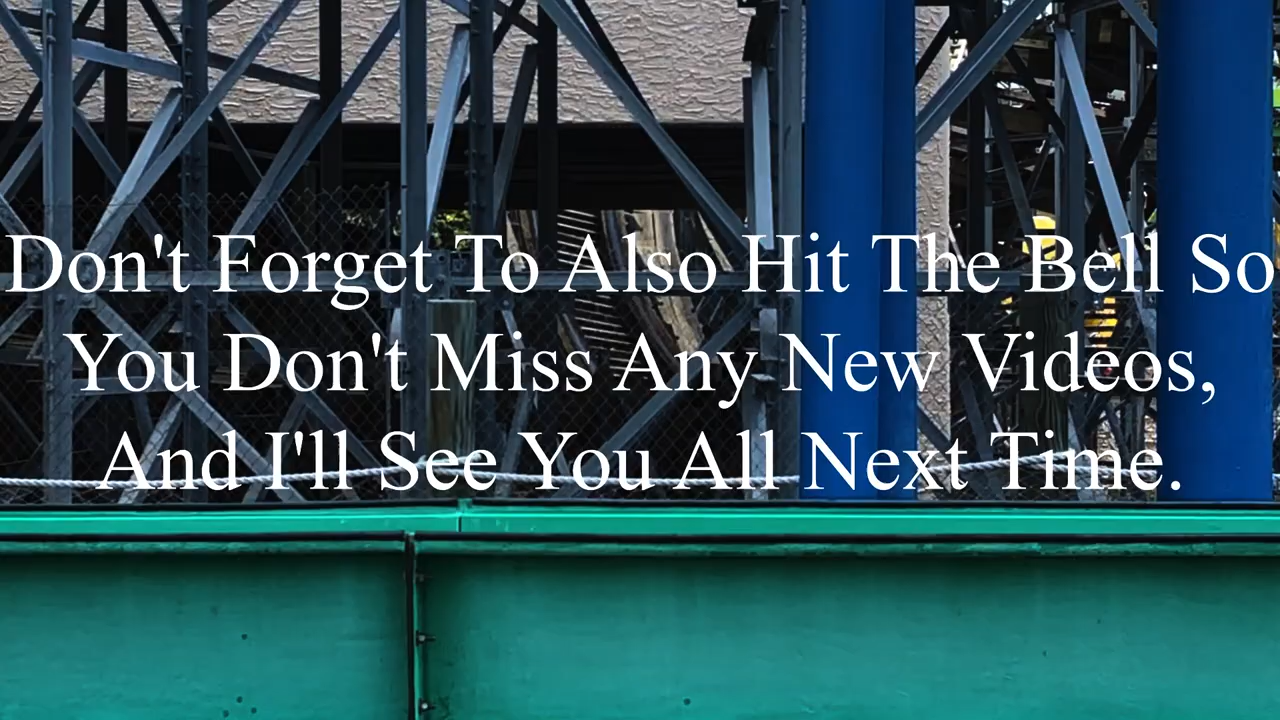 Don't Forget To Also Hit The Bell So
You Don't Miss Any New Videos,
And I'll See You All Next Time.